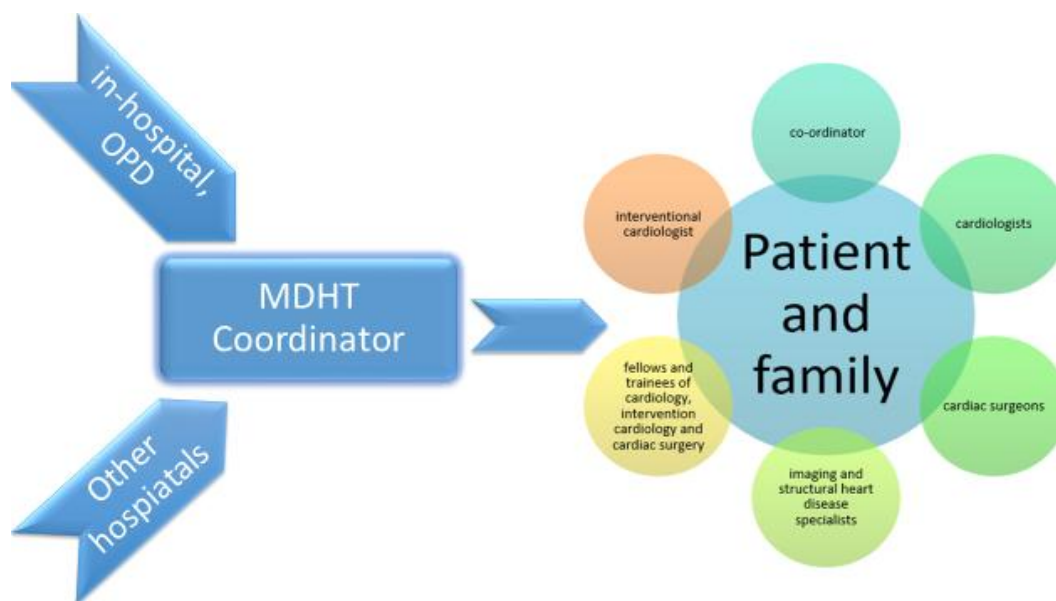 in-hospital,
OPD
MDHT
Coordinator
Other
hospiatals
co-ordinator
cardiologists
cardiac surgeons
imaging and
structural heart
disease
specialists
fellows and
trainees of
cardiology,
intervention
cardiology and
cardiac surgery
interventional
cardiologist
Patient
and
family